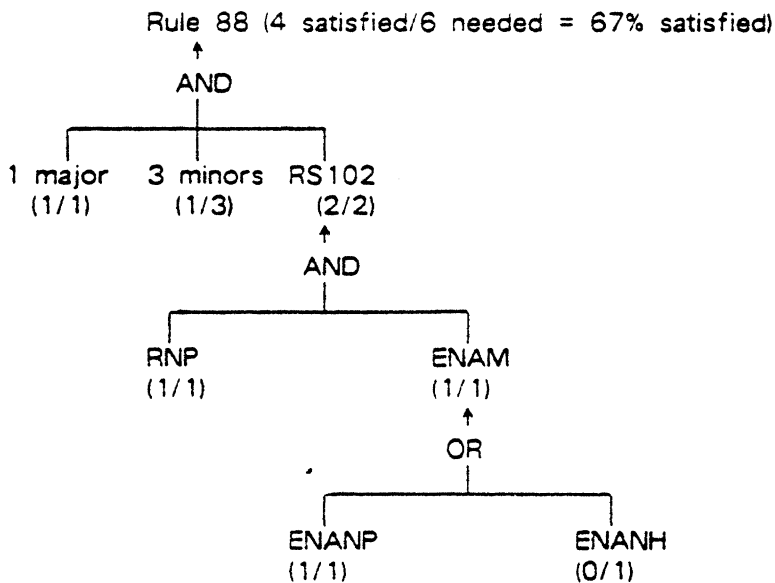 Rule 88 (4 satisfied/6 needed = 67% satisfied)
AND
1 major 3 minors RS102
(1/1) (1/3) (2/2)
AND
RNP ENAM
(1/1) (1/1)
OR
ENANP ENANH
(1/1) (0/1)